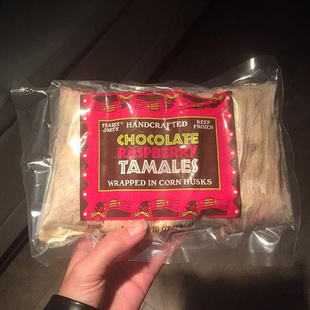 TRADER JOE'S
HANDCRAFTED
KEEP FROZEN
CHOCOLATE
RASPBERRY
TAMALES
WRAPPED IN CORN HUSKS